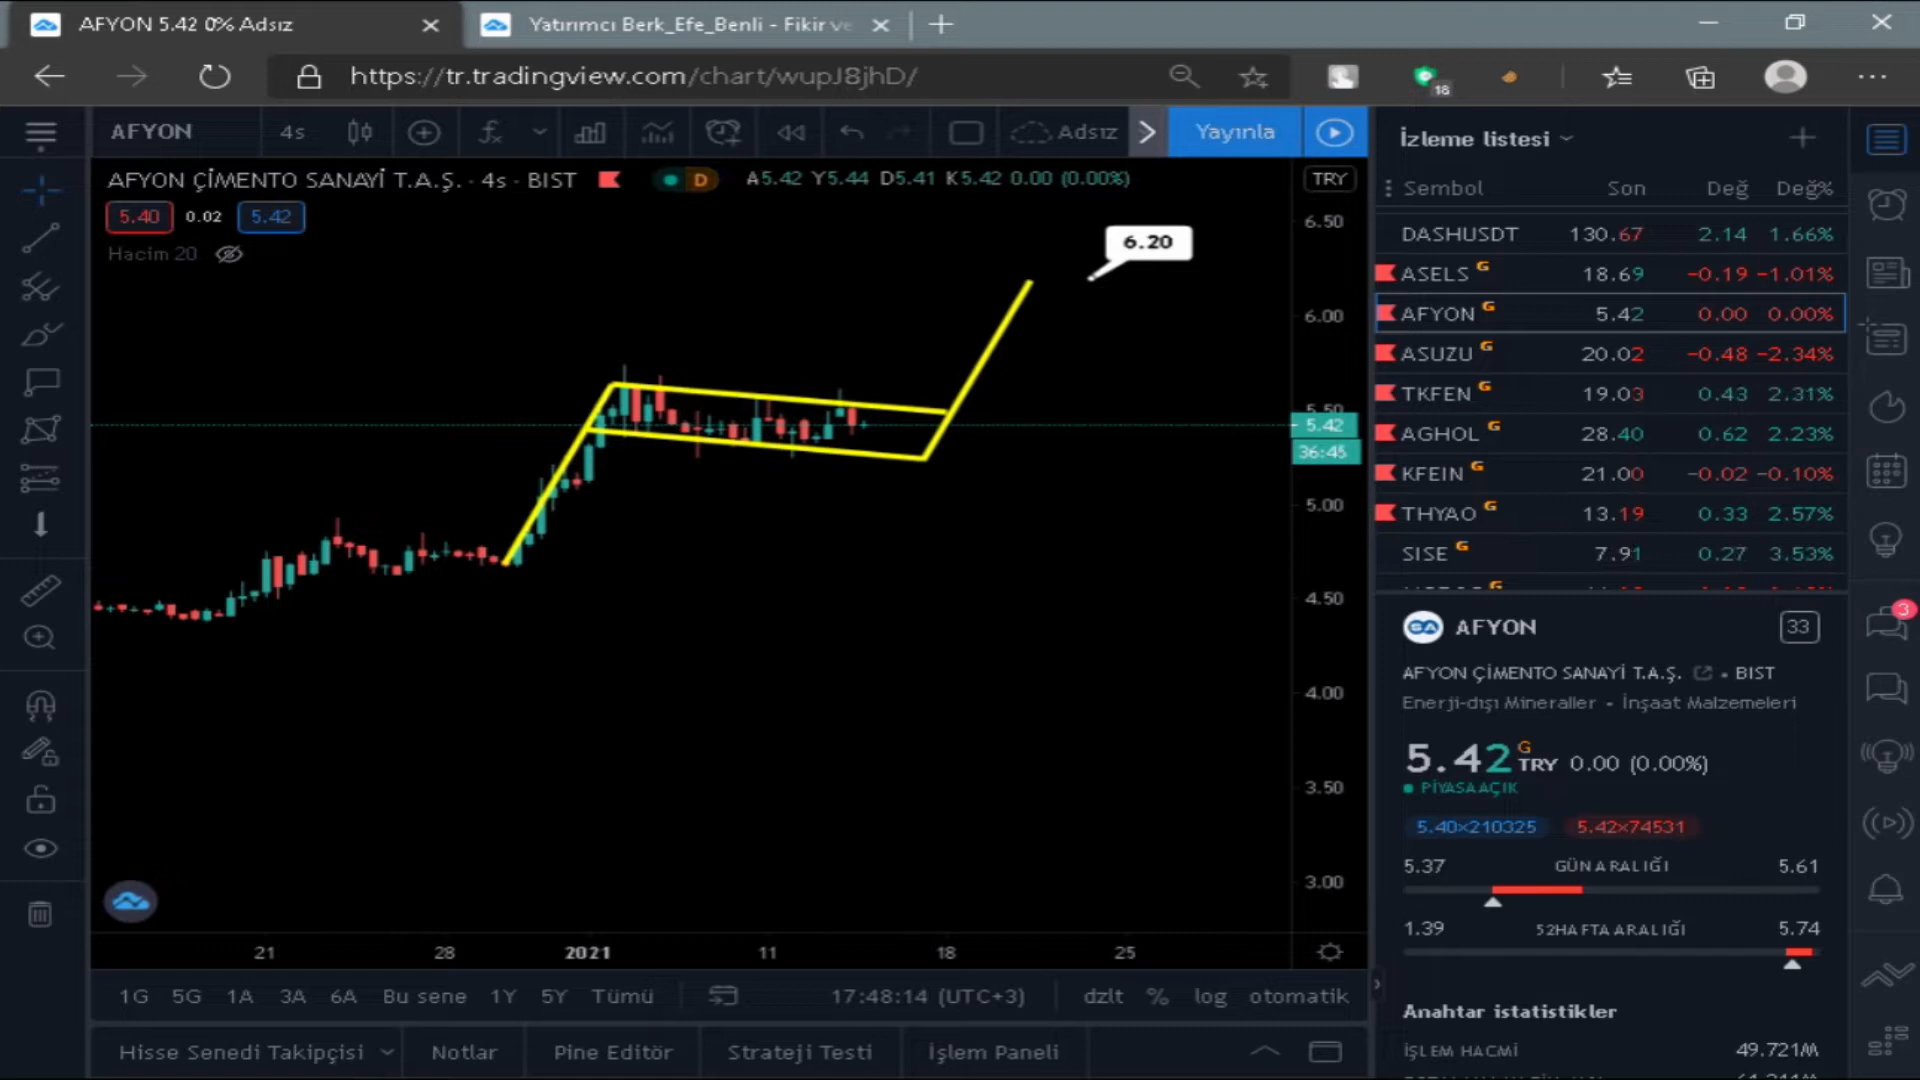 AFYON 5.42 0% Adsız
Yatırımcı Berk_Efe_Benli - Fikir ve
https://tr.tradingview.com/chart/wupJ8jhD/
18
AFYON
4s
Adsız
Yayınla
AFYON ÇİMENTO SANAYİ T.A.Ş. · 4s · BIST
D
A5.42 Y5.44 D5.41 K5.42 0.00 (0.00%)
TRY
5.40 0.02 5.42
Hacim 20
6.20
6.50
6.00
5.50
5.42
36:45
5.00
4.50
4.00
3.50
3.00
21 28 2021 11 18 25
1G 5G 1A 3A 6A Bu sene 1Y 5Y Tümü
17:48:14 (UTC+3)
dzlt % log otomatik
Hisse Senedi Takipçisi
Notlar
Pine Editör
Strateji Testi
İşlem Paneli
İzleme listesi
Sembol Son Değ Değ%
DASHUSDT 130.67 2.14 1.66%
ASELS G 18.69 −0.19 −1.01%
AFYON G 5.42 0.00 0.00%
ASUZU G 20.02 −0.48 −2.34%
TKFEN G 19.03 0.43 2.31%
AGHOL G 28.40 0.62 2.23%
KFEIN G 21.00 −0.02 −0.10%
THYAO G 13.19 0.33 2.57%
SISE G 7.91 0.27 3.53%
AFYON
33
AFYON ÇİMENTO SANAYİ T.A.Ş. • BIST
Enerji-dışı Mineraller • İnşaat Malzemeleri
5.42 G TRY 0.00 (0.00%)
PİYASA AÇIK
5.40×210325 5.42×74531
5.37 GÜN ARALIĞI 5.61
1.39 52HAFTA ARALIĞI 5.74
Anahtar istatistikler
İŞLEM HACMİ 49.721M
3